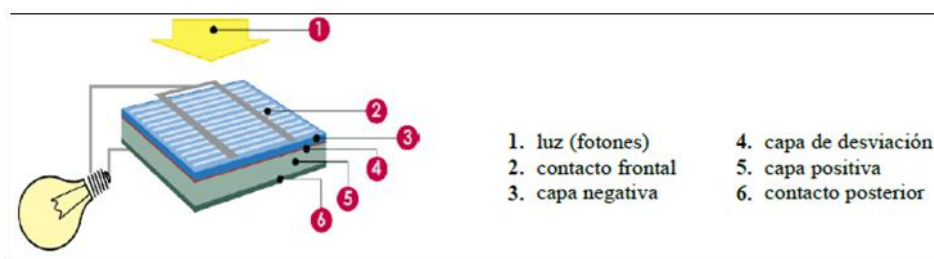 1
2
3
4
5
6
1. luz (fotones)
2. contacto frontal
3. capa negativa
4. capa de desviación
5. capa positiva
6. contacto posterior